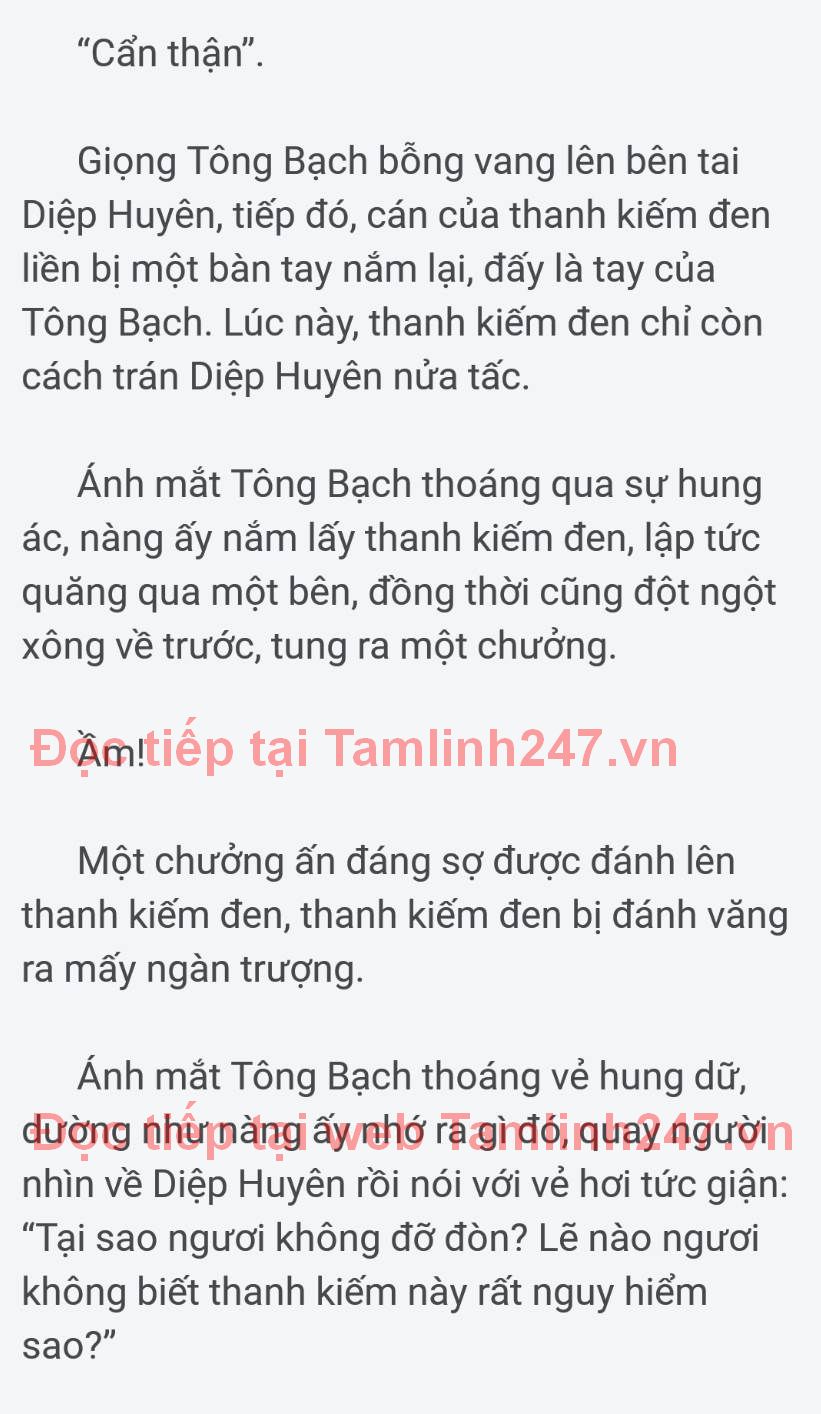 “Cẩn thận”.
Giọng Tông Bạch bỗng vang lên bên tai
Diệp Huyên, tiếp đó, cán của thanh kiếm đen
liền bị một bàn tay nắm lại, đấy là tay của
Tông Bạch. Lúc này, thanh kiếm đen chỉ còn
cách trán Diệp Huyên nửa tấc.
Ánh mắt Tông Bạch thoáng qua sự hung
ác, nàng ấy nắm lấy thanh kiếm đen, lập tức
quăng qua một bên, đồng thời cũng đột ngột
xông về trước, tung ra một chưởng.
Đọc tiếp tại Tamlinh247.vn
Ầm!
Một chưởng ấn đáng sợ được đánh lên
thanh kiếm đen, thanh kiếm đen bị đánh văng
ra mấy ngàn trượng.
Ánh mắt Tông Bạch thoáng vẻ hung dữ,
dường như nàng ấy nhớ ra gì đó, quay người
Đọc tiếp tại web Tamlinh247.vn
nhìn về Diệp Huyên rồi nói với vẻ hơi tức giận:
“Tại sao ngươi không đỡ đòn? Lẽ nào ngươi
không biết thanh kiếm này rất nguy hiểm
sao?”